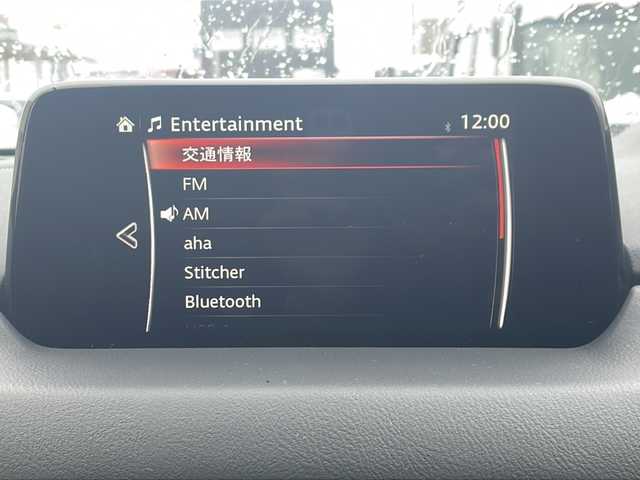 Entertainment 12:00
交通情報
FM
AM
aha
Stitcher
Bluetooth